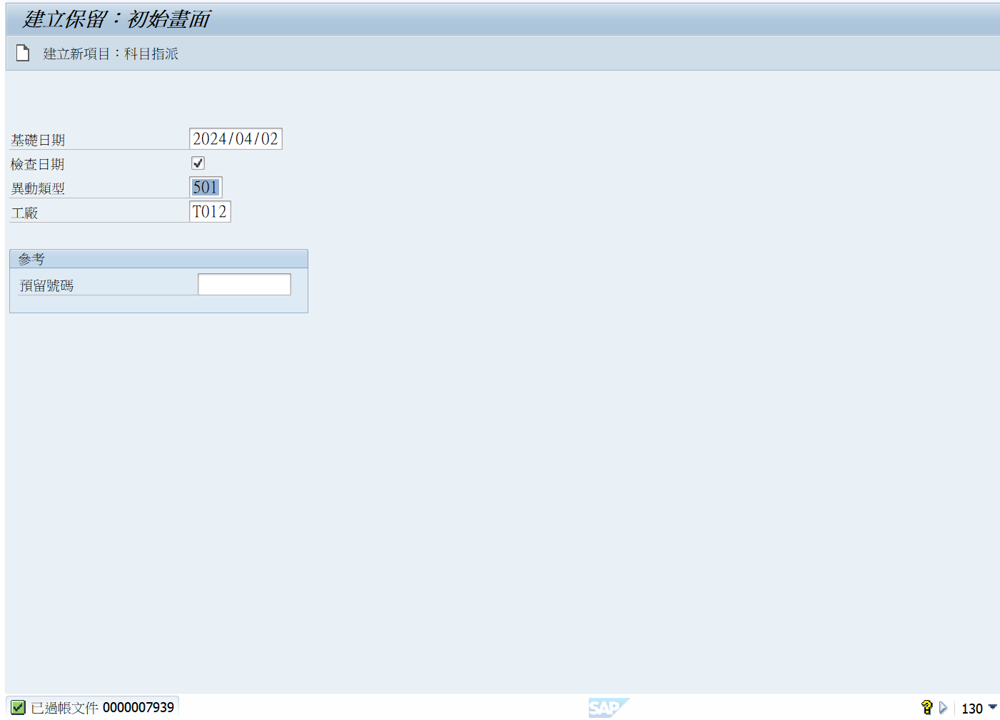 建立保留：初始畫面
建立新項目：科目指派
基礎日期 2024/04/02
檢查日期
異動類型 501
工廠 T012
參考
預留號碼
已過帳文件 0000007939
SAP
130